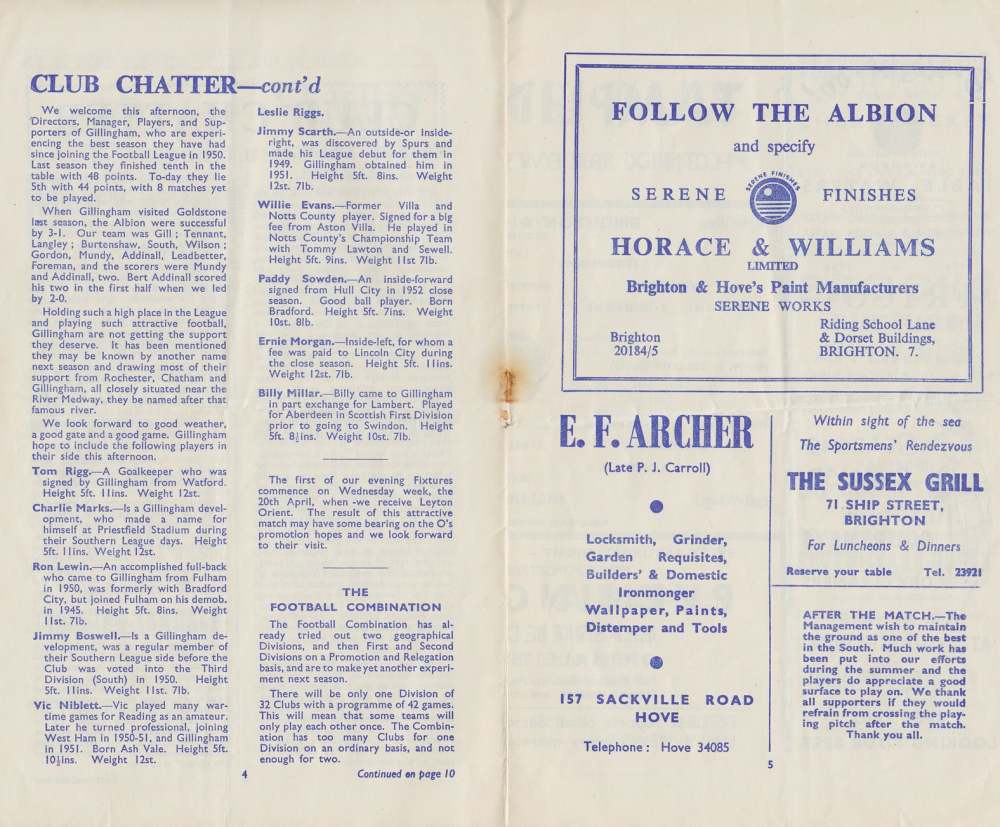 CLUB CHATTER—cont'd
We welcome this afternoon, the
Directors, Manager, Players, and Sup-
porters of Gillingham, who are experi-
encing the best season they have had
since joining the Football League in 1950.
Last season they finished tenth in the
table with 48 points. To-day they lie
5th with 44 points, with 8 matches yet
to be played.
When Gillingham visited Goldstone
last season, the Albion were successful
by 3-1. Our team was Gill ; Tennant,
Langley ; Burtenshaw, South, Wilson ;
Gordon, Mundy, Addinall, Leadbetter,
Foreman, and the scorers were Mundy
and Addinall, two. Bert Addinall scored
his two in the first half when we led
by 2-0.
Holding such a high place in the League
and playing such attractive football,
Gillingham are not getting the support
they deserve. It has been mentioned
they may be known by another name
next season and drawing most of their
support from Rochester, Chatham and
Gillingham, all closely situated near the
River Medway, they be named after that
famous river.
We look forward to good weather,
a good gate and a good game. Gillingham
hope to include the following players in
their side this afternoon.
Tom Rigg.—A Goalkeeper who was
signed by Gillingham from Watford.
Height 5ft. 11ins. Weight 12st.
Charlie Marks.—Is a Gillingham devel-
opment, who made a name for
himself at Priestfield Stadium during
their Southern League days. Height
5ft. 11ins. Weight 12st.
Ron Lewin.—An accomplished full-back
who came to Gillingham from Fulham
in 1950, was formerly with Bradford
City, but joined Fulham on his demob.
in 1945. Height 5ft. 8ins. Weight
11st. 7lb.
Jimmy Boswell.—Is a Gillingham de-
velopment, was a regular member of
their Southern League side before the
Club was voted into the Third
Division (South) in 1950. Height
5ft. 11ins. Weight 11st. 7lb.
Vic Niblett.—Vic played many war-
time games for Reading as an amateur.
Later he turned professional, joining
West Ham in 1950-51, and Gillingham
in 1951. Born Ash Vale. Height 5ft.
10½ins. Weight 12st.
Leslie Riggs.
Jimmy Scarth.—An outside-or Inside-
right, was discovered by Spurs and
made his League debut for them in
1949. Gillingham obtained him in
1951. Height 5ft. 8ins. Weight
12st. 7lb.
Willie Evans.—Former Villa and
Notts County player. Signed for a big
fee from Aston Villa. He played in
Notts County's Championship Team
with Tommy Lawton and Sewell.
Height 5ft. 9ins. Weight 11st 7lb.
Paddy Sowden.—An inside-forward
signed from Hull City in 1952 close
season. Good ball player. Born
Bradford. Height 5ft. 7ins. Weight
10st. 8lb.
Ernie Morgan.—Inside-left, for whom a
fee was paid to Lincoln City during
the close season. Height 5ft. 11ins.
Weight 12st. 7lb.
Billy Millar.—Billy came to Gillingham
in part exchange for Lambert. Played
for Aberdeen in Scottish First Division
prior to going to Swindon. Height
5ft. 8½ins. Weight 10st. 7lb.
The first of our evening Fixtures
commence on Wednesday week, the
20th April, when we receive Leyton
Orient. The result of this attractive
match may have some bearing on the O's
promotion hopes and we look forward
to their visit.
THE
FOOTBALL COMBINATION
The Football Combination has al-
ready tried out two geographical
Divisions, and then First and Second
Divisions on a Promotion and Relegation
basis, and are to make yet another experi-
ment next season.
There will be only one Division of
32 Clubs with a programme of 42 games.
This will mean that some teams will
only play each other once. The Combin-
ation has too many Clubs for one
Division on an ordinary basis, and not
enough for two.
4
Continued on page 10
FOLLOW THE ALBION
and specify
SERENE
SERENE FINISHES
FINISHES
HORACE & WILLIAMS
LIMITED
Brighton & Hove's Paint Manufacturers
SERENE WORKS
Brighton
20184/5
Riding School Lane
& Dorset Buildings,
BRIGHTON. 7.
E. F. ARCHER
(Late P. J. Carroll)
Locksmith, Grinder,
Garden Requisites,
Builders' & Domestic
Ironmonger
Wallpaper, Paints,
Distemper and Tools
157 SACKVILLE ROAD
HOVE
Telephone : Hove 34085
Within sight of the sea
The Sportsmens' Rendezvous
THE SUSSEX GRILL
71 SHIP STREET,
BRIGHTON
For Luncheons & Dinners
Reserve your table Tel. 23921
AFTER THE MATCH.—The
Management wish to maintain
the ground as one of the best
in the South. Much work has
been put into our efforts
during the summer and the
players do appreciate a good
surface to play on. We thank
all supporters if they would
refrain from crossing the play-
ing pitch after the match.
Thank you all.
5